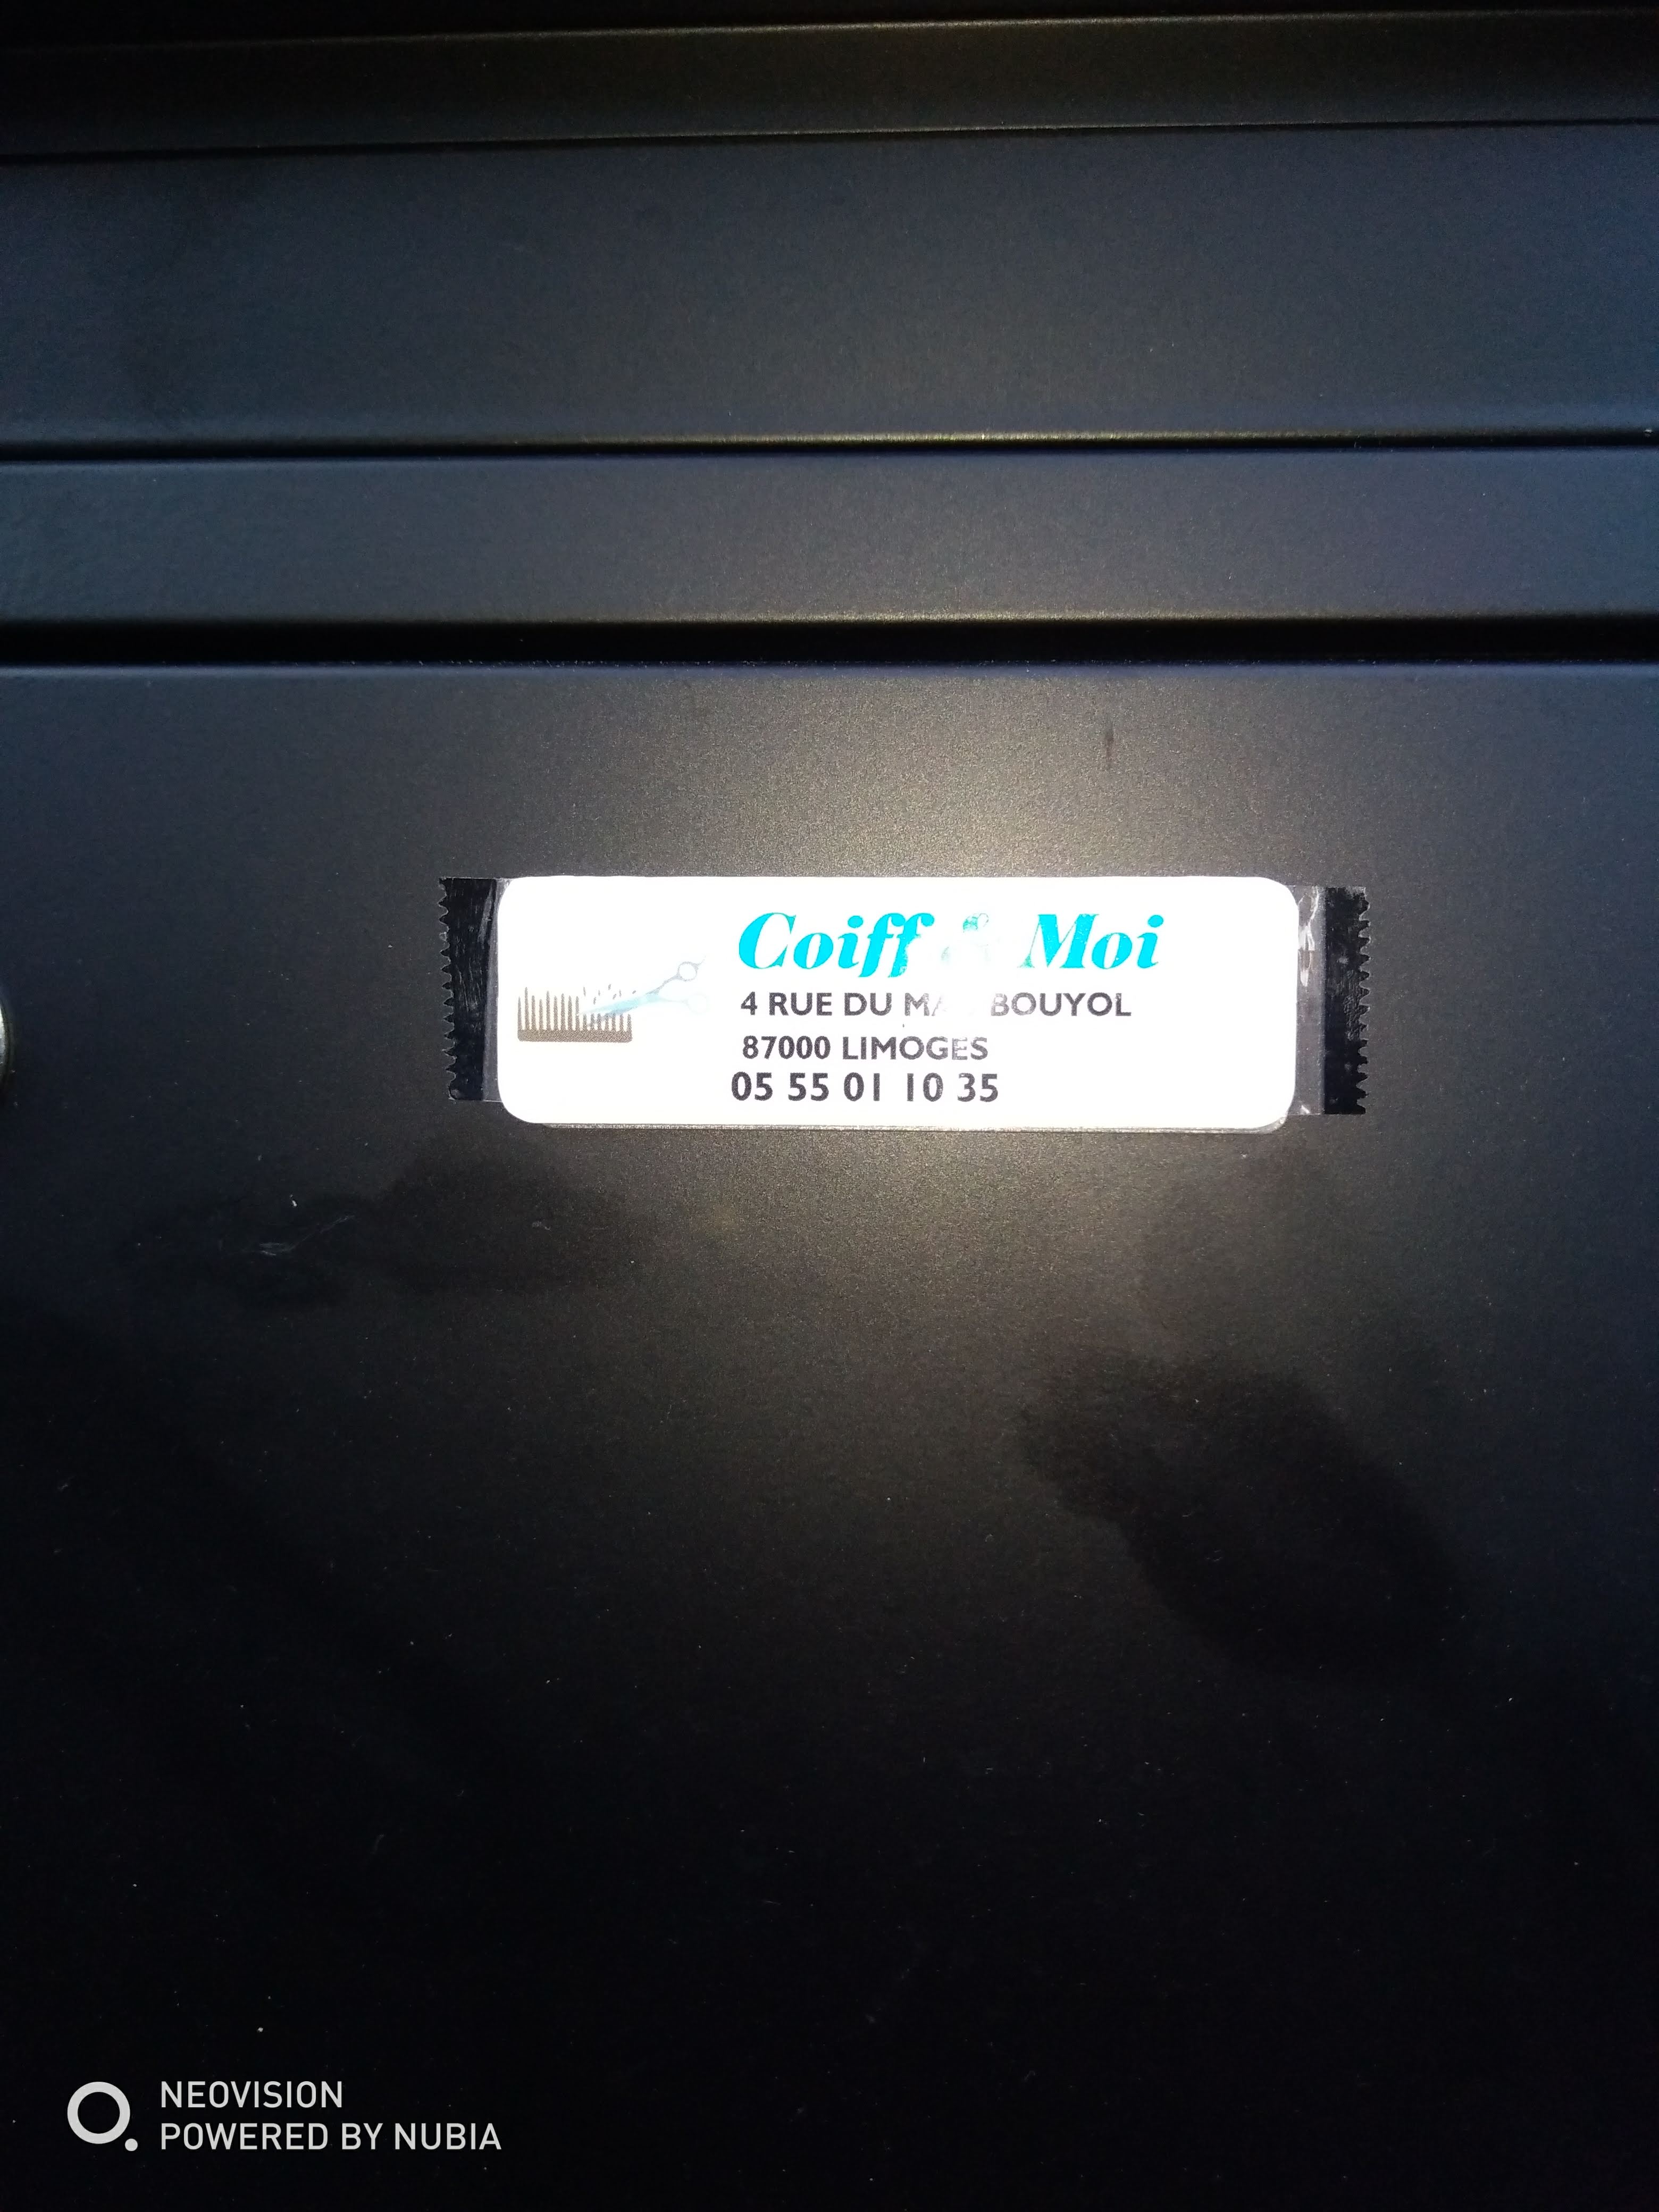 Coiff & Moi
4 RUE DU BOUYOL
87000 LIMOGES
05 55 01 10 35
NEOVISION
POWERED BY NUBIA